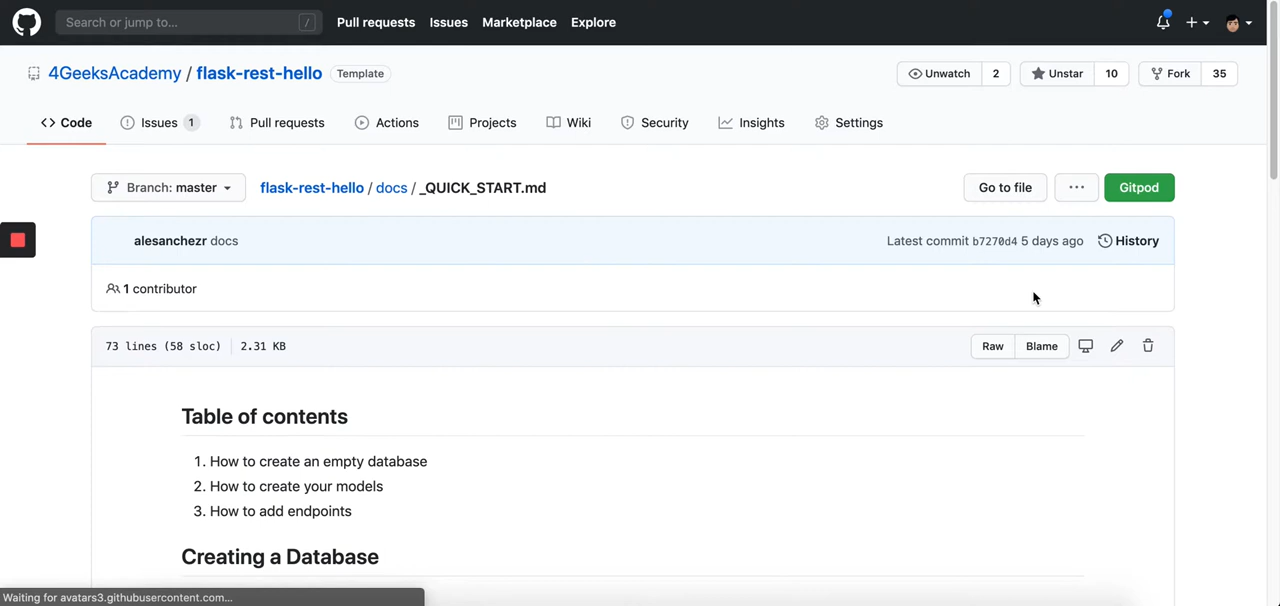 Search or jump to... /
Pull requests Issues Marketplace Explore
4GeeksAcademy / flask-rest-hello Template
Unwatch 2 Unstar 10 Fork 35
Code Issues 1 Pull requests Actions Projects Wiki Security Insights Settings
Branch: master flask-rest-hello / docs / _QUICK_START.md Go to file ... Gitpod
alesanchezr docs Latest commit b7270d4 5 days ago History
1 contributor
73 lines (58 sloc) 2.31 KB Raw Blame
Table of contents
1. How to create an empty database
2. How to create your models
3. How to add endpoints
Creating a Database
Waiting for avatars3.githubusercontent.com...